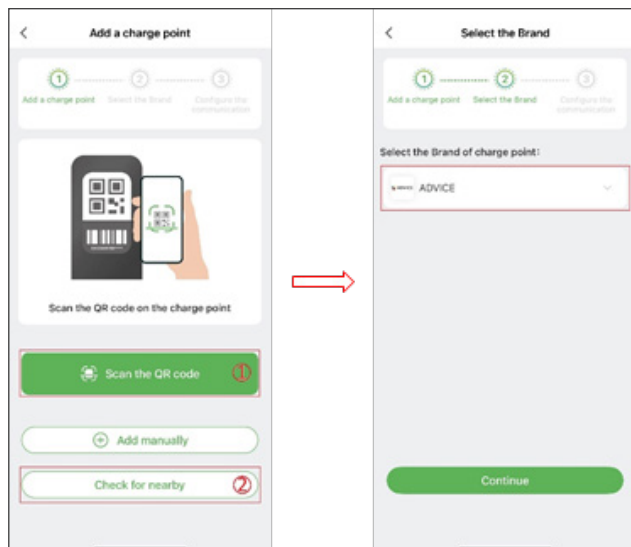 Add a charge point
1 2 3
Add a charge point Select the Brand Configure the
communication
Scan the QR code on the charge point
Scan the QR code ①
Add manually
Check for nearby ②
Select the Brand
1 2 3
Add a charge point Select the Brand Configure the
communication
Select the Brand of charge point:
ADVICE
Continue